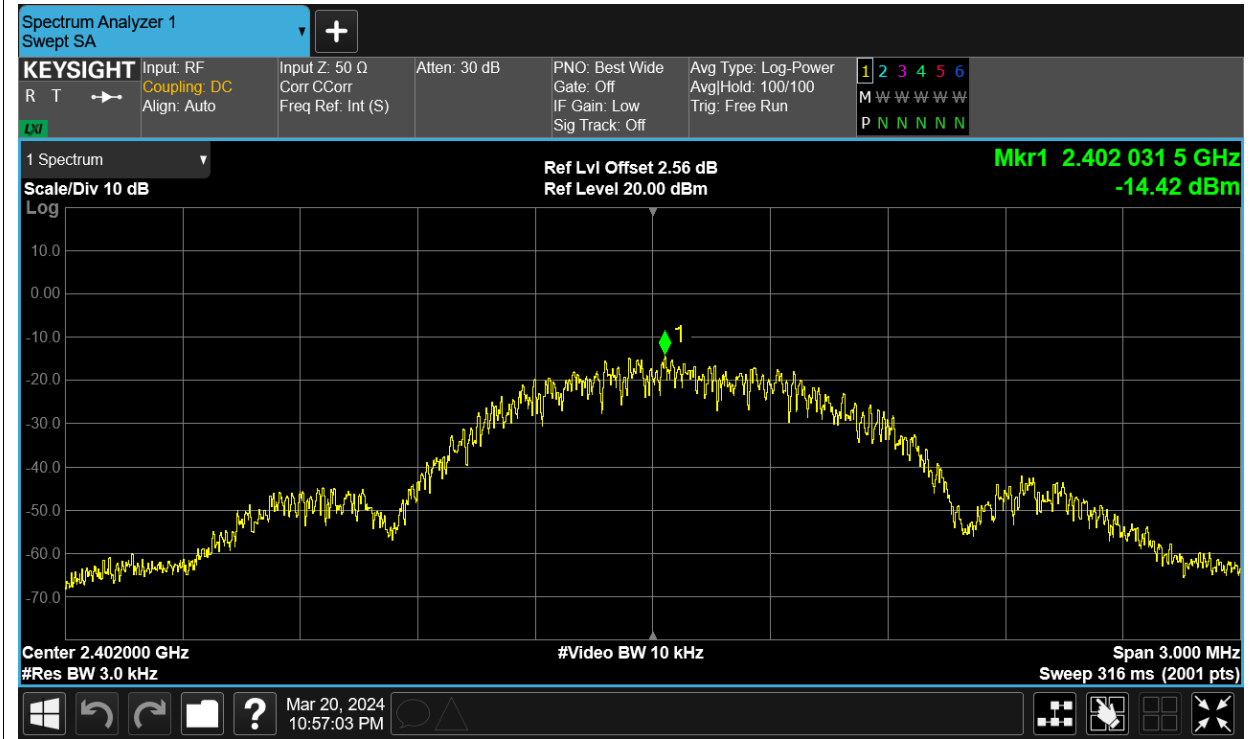 Spectrum Analyzer 1
Swept SA
KEYSIGHT
R T
LXI
Input: RF
Coupling: DC
Align: Auto
Input Z: 50 Ω
Corr CCorr
Freq Ref: Int (S)
Atten: 30 dB
PNO: Best Wide
Gate: Off
IF Gain: Low
Sig Track: Off
Avg Type: Log-Power
Avg|Hold: 100/100
Trig: Free Run
1 2 3 4 5 6
M W W W W W
P N N N N N
1 Spectrum
Scale/Div 10 dB
Log
Ref Lvl Offset 2.56 dB
Ref Level 20.00 dBm
Mkr1 2.402 031 5 GHz
-14.42 dBm
10.0
0.00
-10.0
-20.0
-30.0
-40.0
-50.0
-60.0
-70.0
1
Center 2.402000 GHz
#Res BW 3.0 kHz
#Video BW 10 kHz
Span 3.000 MHz
Sweep 316 ms (2001 pts)
?
Mar 20, 2024
10:57:03 PM